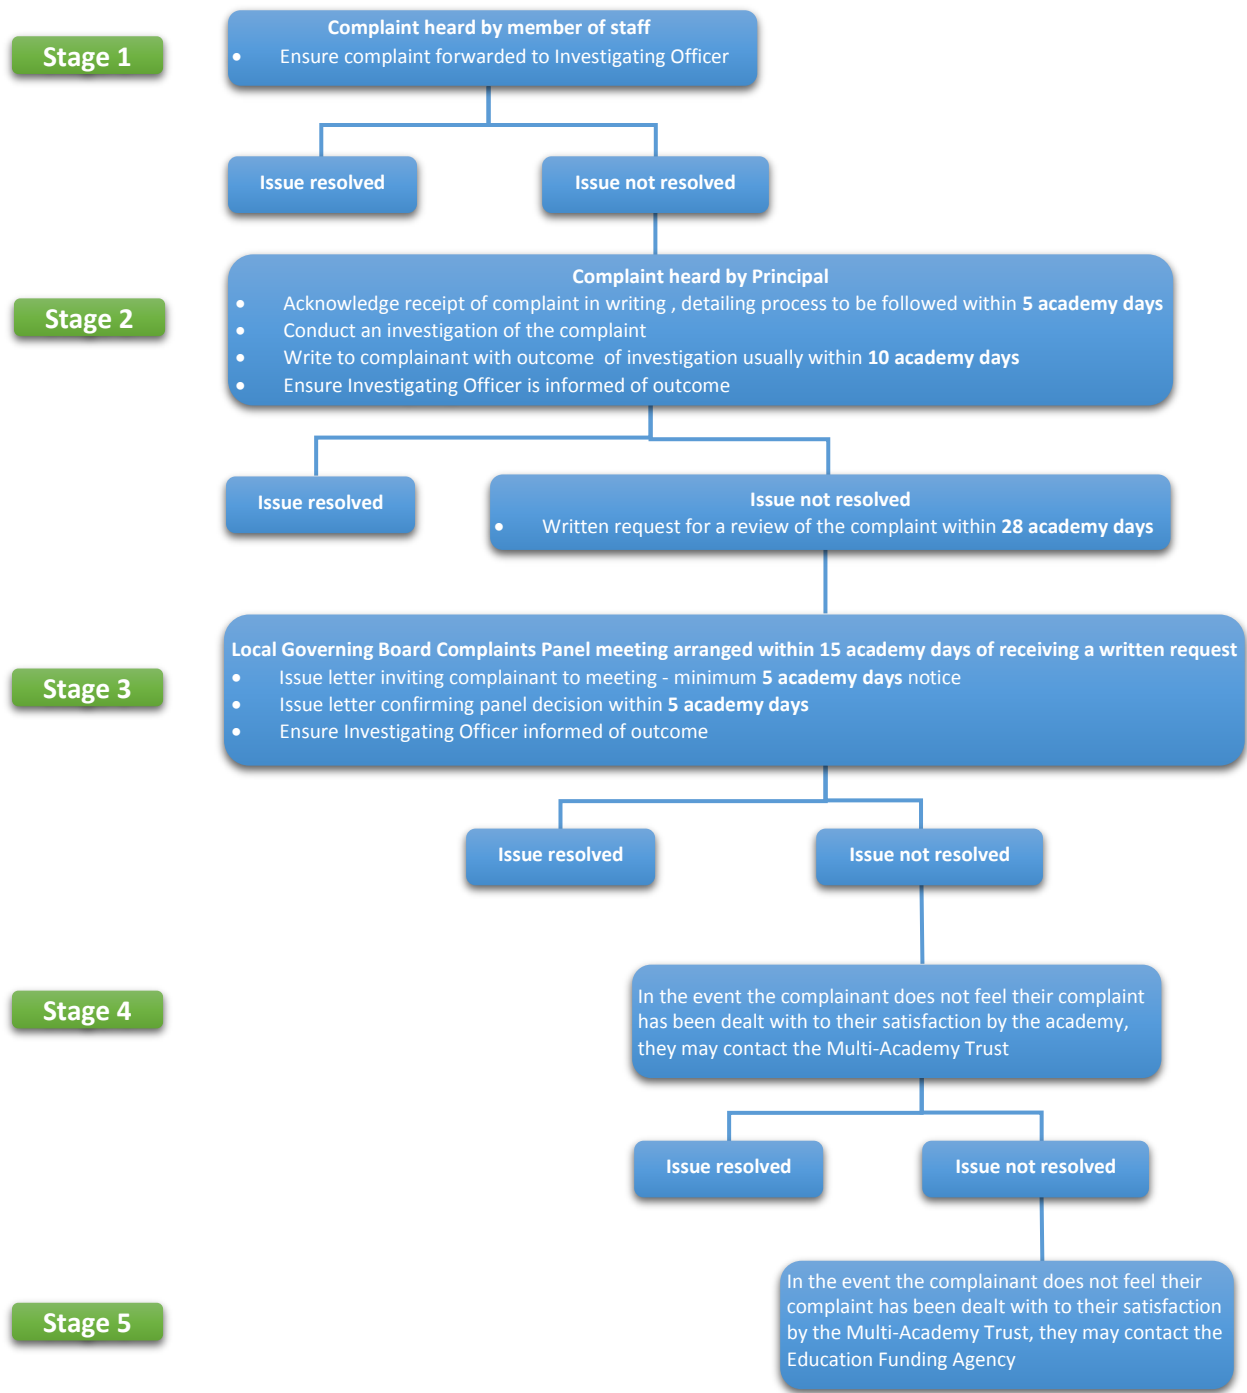 Stage 1
Complaint heard by member of staff
• Ensure complaint forwarded to Investigating Officer
Issue resolved
Issue not resolved
Stage 2
Complaint heard by Principal
• Acknowledge receipt of complaint in writing , detailing process to be followed within 5 academy days
• Conduct an investigation of the complaint
• Write to complainant with outcome of investigation usually within 10 academy days
• Ensure Investigating Officer is informed of outcome
Issue resolved
Issue not resolved
• Written request for a review of the complaint within 28 academy days
Stage 3
Local Governing Board Complaints Panel meeting arranged within 15 academy days of receiving a written request
• Issue letter inviting complainant to meeting - minimum 5 academy days notice
• Issue letter confirming panel decision within 5 academy days
• Ensure Investigating Officer informed of outcome
Issue resolved
Issue not resolved
Stage 4
In the event the complainant does not feel their complaint
has been dealt with to their satisfaction by the academy,
they may contact the Multi-Academy Trust
Issue resolved
Issue not resolved
Stage 5
In the event the complainant does not feel their
complaint has been dealt with to their satisfaction
by the Multi-Academy Trust, they may contact the
Education Funding Agency